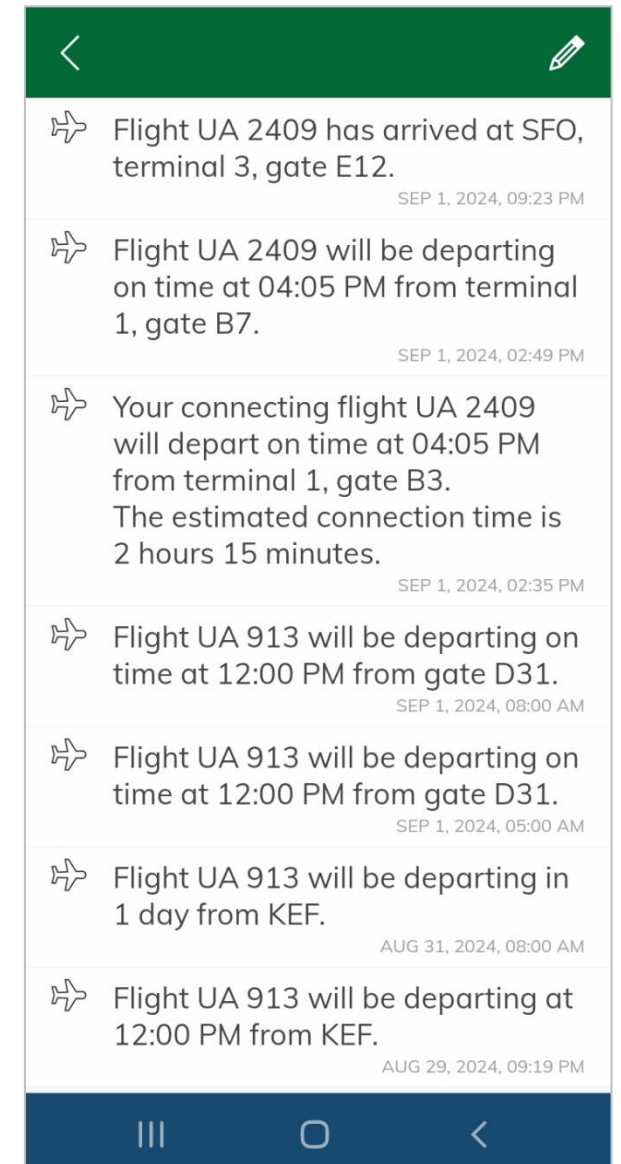 Flight UA 2409 has arrived at SFO,
terminal 3, gate E12.
SEP 1, 2024, 09:23 PM
Flight UA 2409 will be departing
on time at 04:05 PM from terminal
1, gate B7.
SEP 1, 2024, 02:49 PM
Your connecting flight UA 2409
will depart on time at 04:05 PM
from terminal 1, gate B3.
The estimated connection time is
2 hours 15 minutes.
SEP 1, 2024, 02:35 PM
Flight UA 913 will be departing on
time at 12:00 PM from gate D31.
SEP 1, 2024, 08:00 AM
Flight UA 913 will be departing on
time at 12:00 PM from gate D31.
SEP 1, 2024, 05:00 AM
Flight UA 913 will be departing in
1 day from KEF.
AUG 31, 2024, 08:00 AM
Flight UA 913 will be departing at
12:00 PM from KEF.
AUG 29, 2024, 09:19 PM